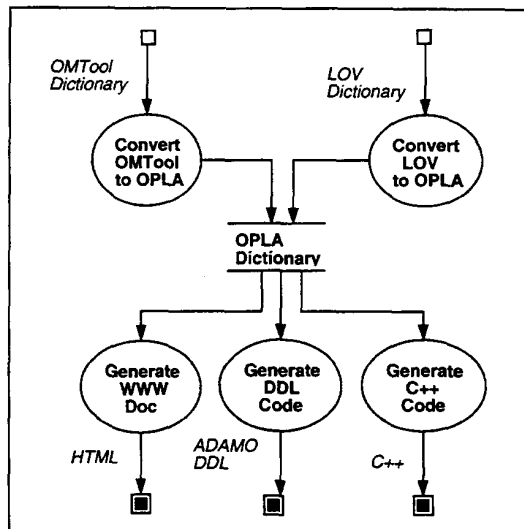 OMTool
Dictionary
LOV
Dictionary
Convert
OMTool
to OPLA
Convert
LOV
to OPLA
OPLA
Dictionary
Generate
WWW
Doc
Generate
DDL
Code
Generate
C++
Code
HTML
ADAMO
DDL
C++